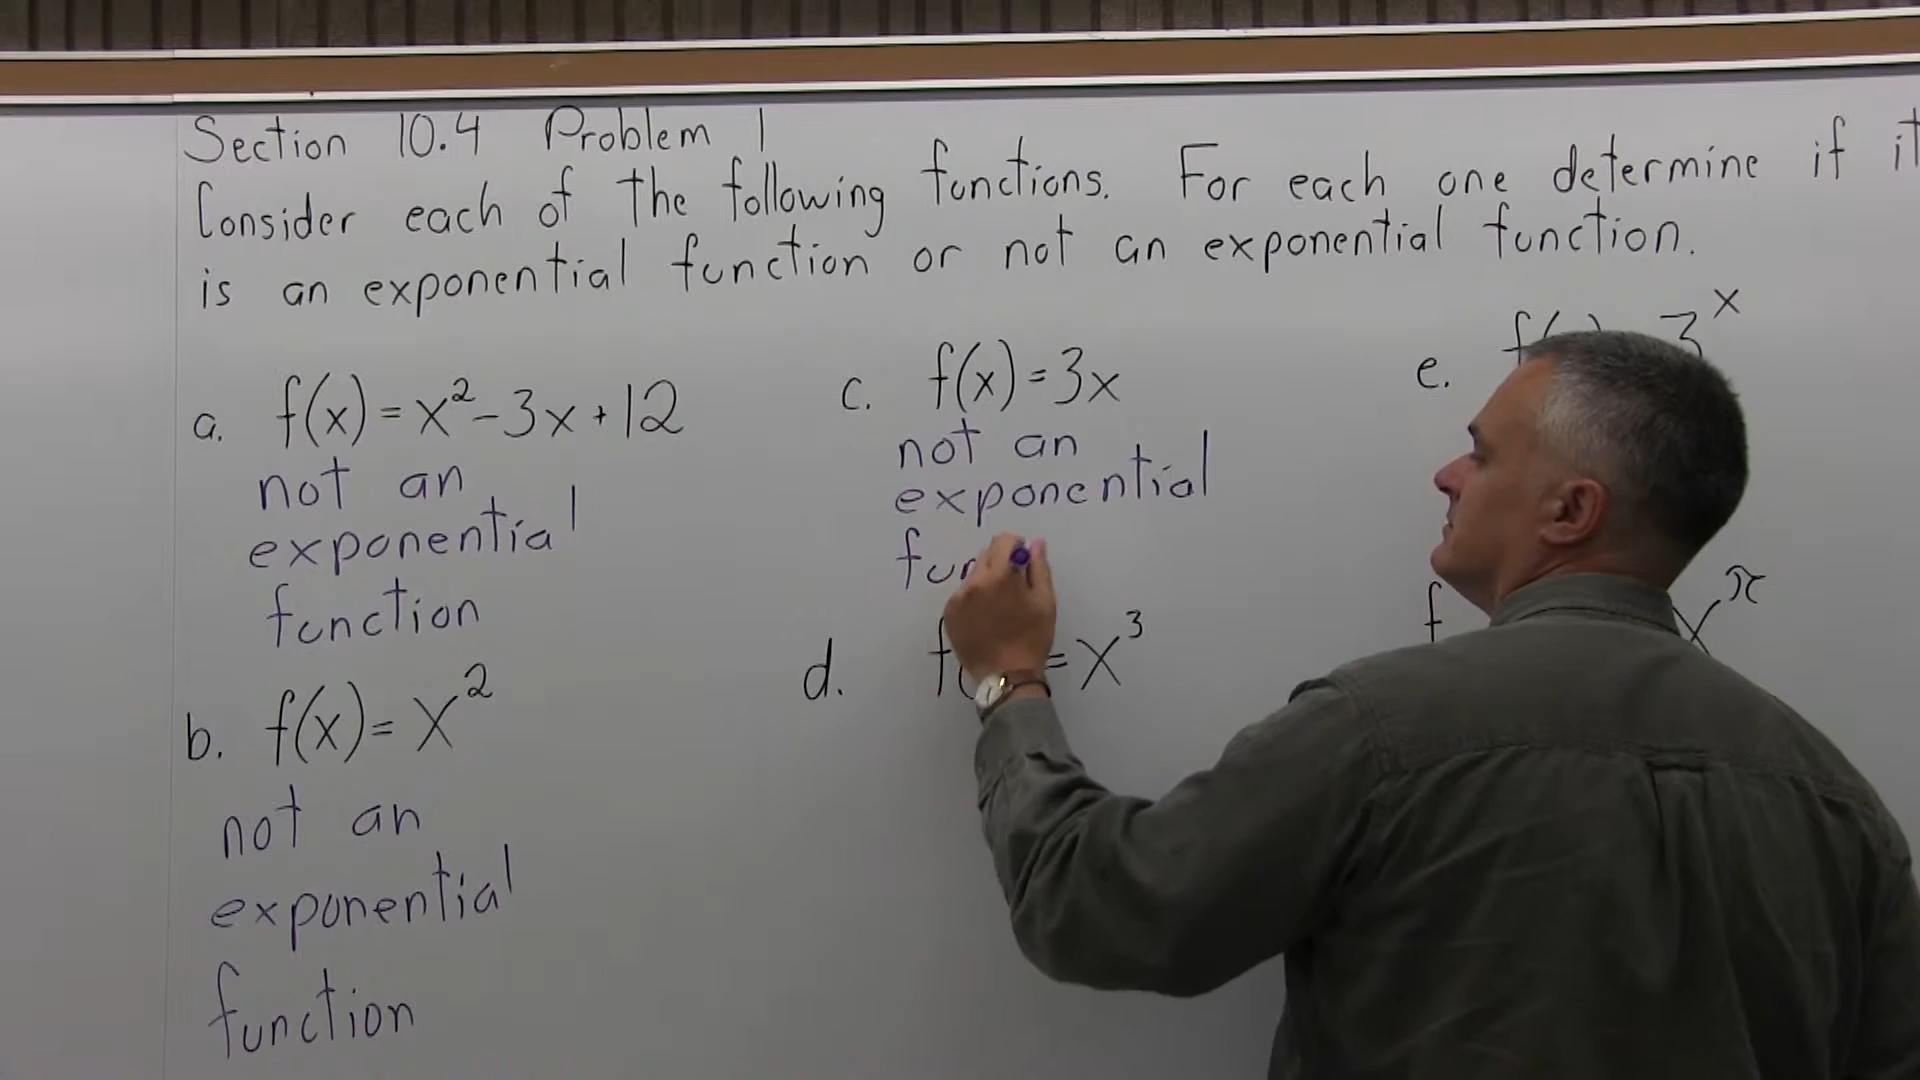 Section 10.4 Problem 1
Consider each of the following functions. For each one determine if it
is an exponential function or not an exponential function.
a. f(x) = x² - 3x + 12
not an
exponential
function
b. f(x) = x²
not an
exponential
function
c. f(x) = 3x
not an
exponential
fun
d. f( = x³
e. f( ) 3ˣ
f x^π